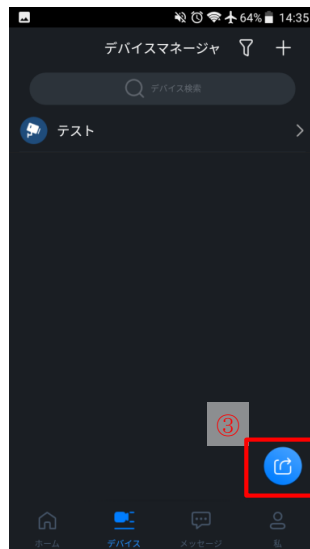 64% 14:35
デバイスマネージャ
デバイス検索
テスト
③
ホーム デバイス メッセージ 私